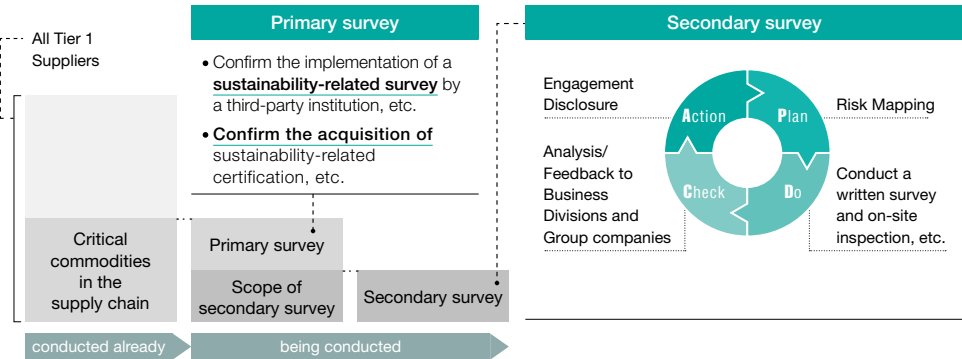 All Tier 1
Suppliers
Primary survey
• Confirm the implementation of a
sustainability-related survey by
a third-party institution, etc.
• Confirm the acquisition of
sustainability-related
certification, etc.
Critical
commodities
in the
supply chain
Primary survey
Scope of
secondary survey
Secondary survey
conducted already
being conducted
Secondary survey
Engagement
Disclosure
Action
Plan
Risk Mapping
Analysis/
Feedback to
Business
Divisions and
Group companies
Check
Do
Conduct a
written survey
and on-site
inspection, etc.